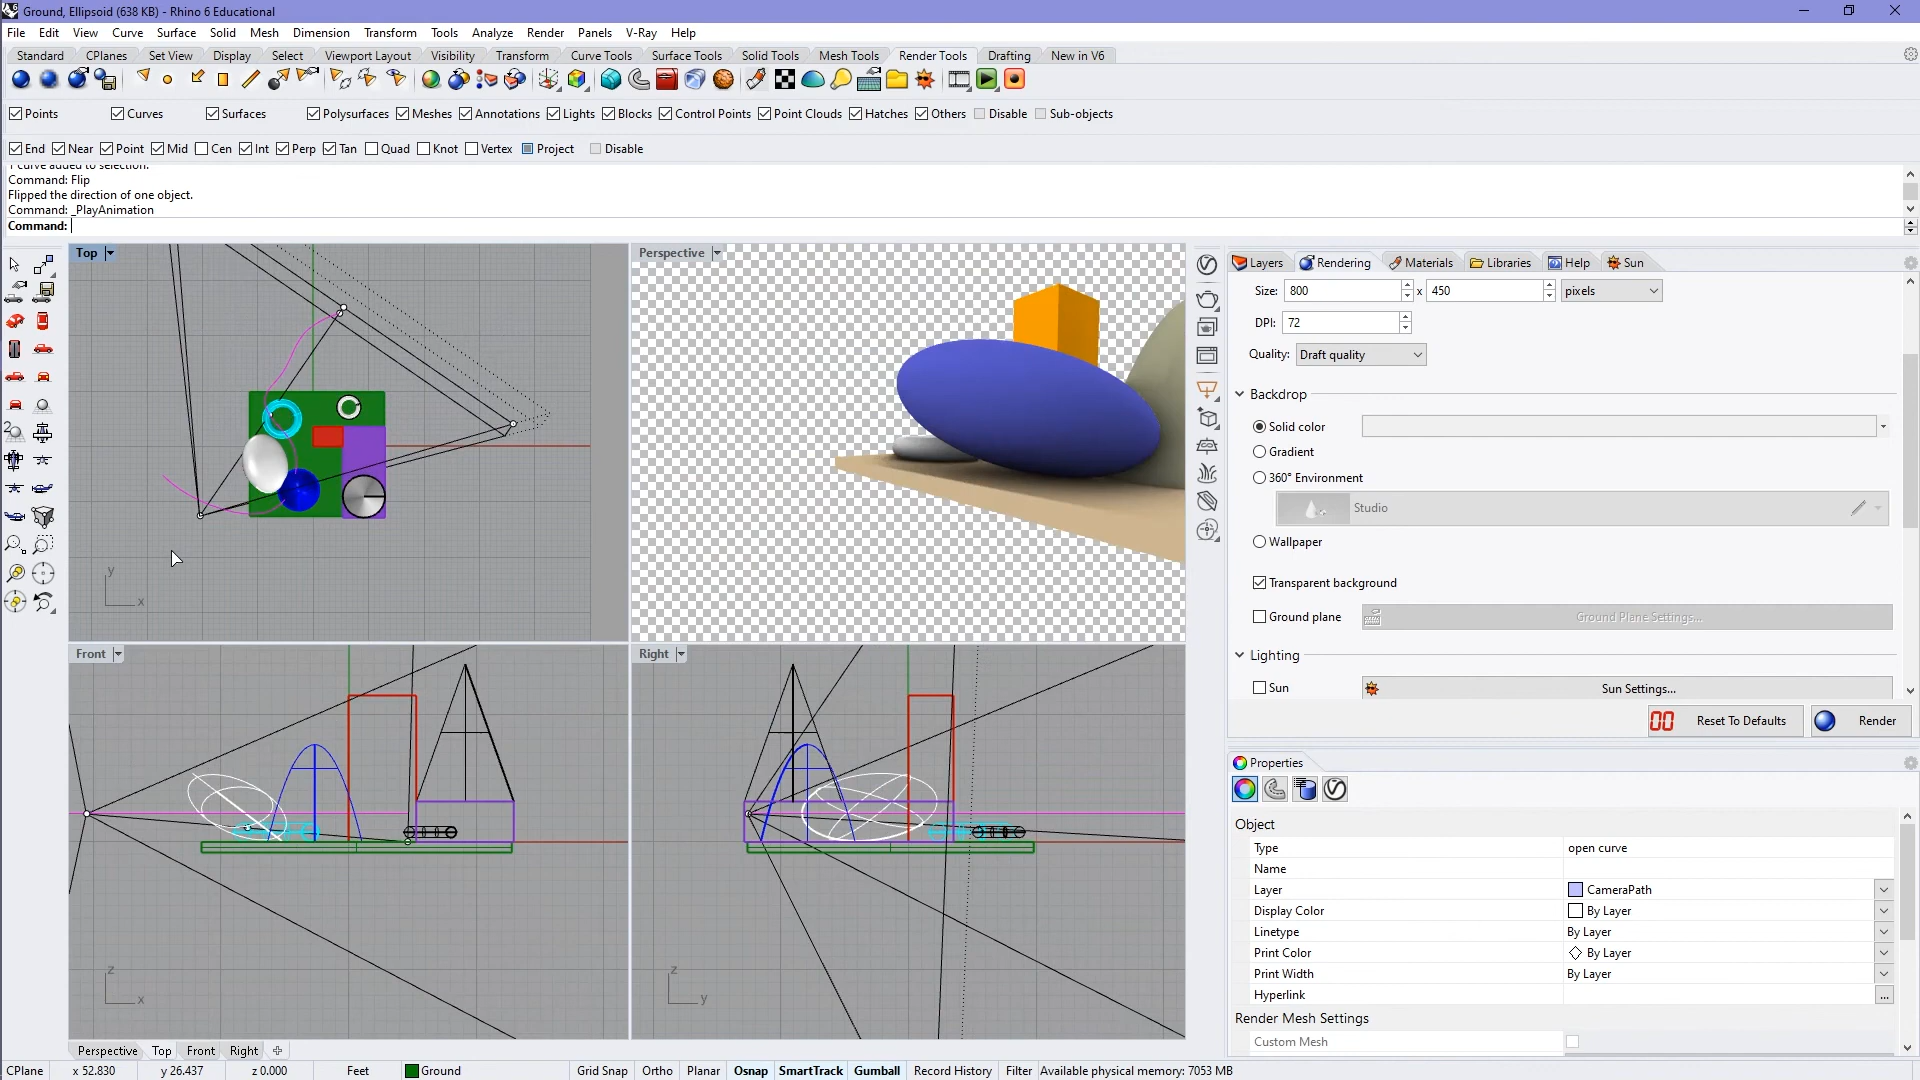 Ground, Ellipsoid (638 KB) - Rhino 6 Educational
File Edit View Curve Surface Solid Mesh Dimension Transform Tools Analyze Render Panels V-Ray Help
Standard CPlanes Set View Display Select Viewport Layout Visibility Transform Curve Tools Surface Tools Solid Tools Mesh Tools Render Tools Drafting New in V6
Points Curves Surfaces Polysurfaces Meshes Annotations Lights Blocks Control Points Point Clouds Hatches Others Disable Sub-objects
End Near Point Mid Cen Int Perp Tan Quad Knot Vertex Project Disable
1 curve added to selection.
Command: Flip
Flipped the direction of one object.
Command: _PlayAnimation
Command:
Top
Perspective
Layers Rendering Materials Libraries Help Sun
Size: 800 x 450 pixels
DPI: 72
Quality: Draft quality
Backdrop
Solid color
Gradient
360° Environment
Studio
Wallpaper
Transparent background
Ground plane Ground Plane Settings...
Lighting
Sun Sun Settings...
00 Reset To Defaults Render
y
x
Front
Right
z
x
z
y
Properties
Object
Type open curve
Name
Layer CameraPath
Display Color By Layer
Linetype By Layer
Print Color By Layer
Print Width By Layer
Hyperlink ...
Render Mesh Settings
Custom Mesh
Perspective Top Front Right
CPlane x 52.830 y 26.437 z 0.000 Feet Ground Grid Snap Ortho Planar Osnap SmartTrack Gumball Record History Filter Available physical memory: 7053 MB